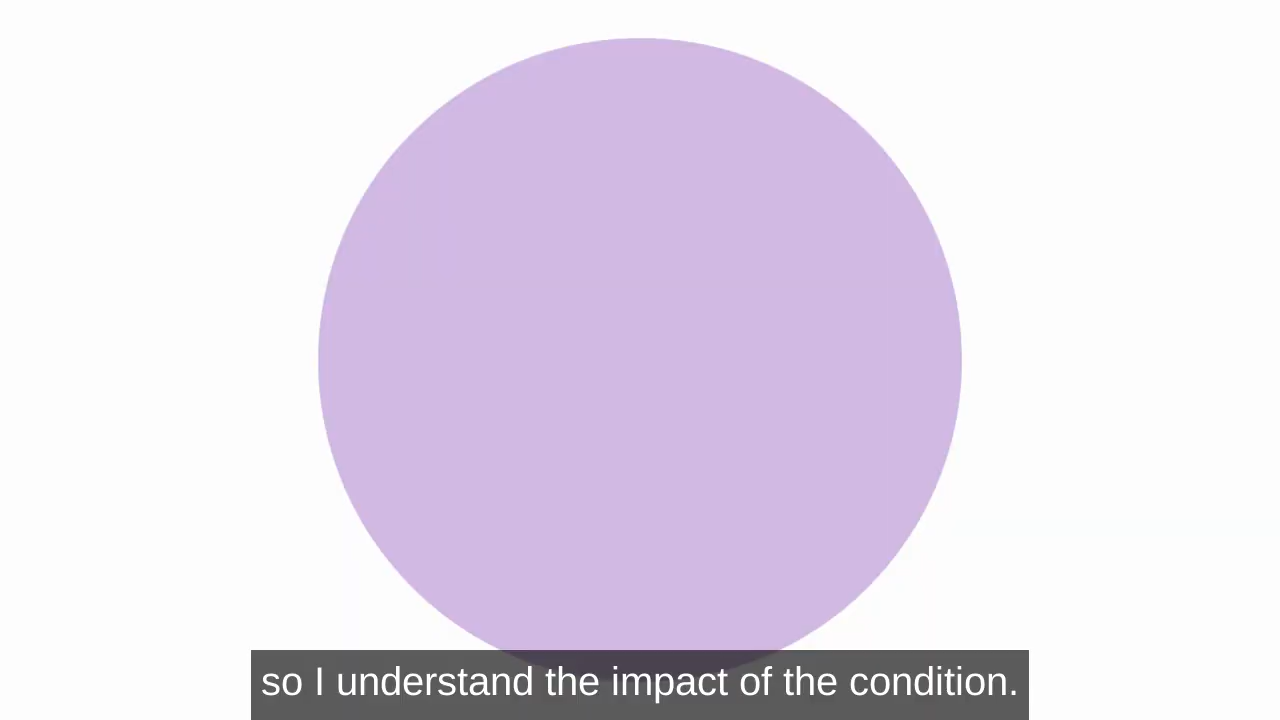 so I understand the impact of the condition.